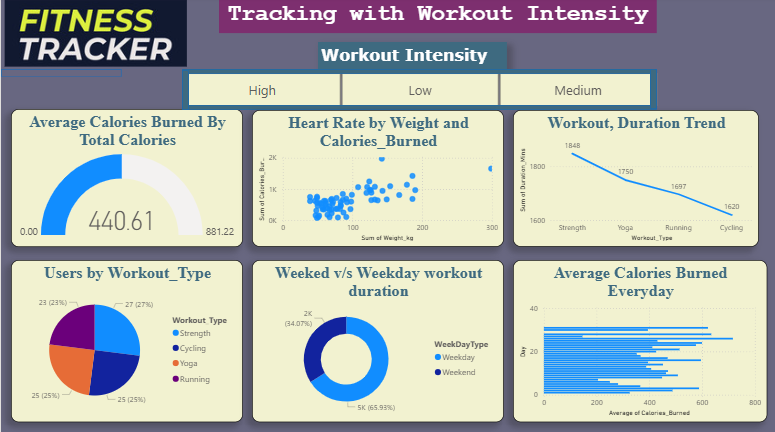 FITNESS
TRACKER
Tracking with Workout Intensity
Workout Intensity
High
Low
Medium
Average Calories Burned By
Total Calories
440.61
0.00
881.22
Heart Rate by Weight and
Calories_Burned
Sum of Calories_Bur...
2K
1K
0K
0
100
200
300
Sum of Weight_kg
Workout, Duration Trend
Sum of Duration_Mins
1800
1600
1848
1750
1697
1620
Strength
Yoga
Running
Cycling
Workout_Type
Users by Workout_Type
23 (23%)
27 (27%)
25 (25%)
25 (25%)
Workout_Type
Strength
Cycling
Yoga
Running
Weeked v/s Weekday workout
duration
2K
(34.07%)
5K (65.93%)
WeekDayType
Weekday
Weekend
Average Calories Burned
Everyday
Day
40
20
0
0
200
400
600
800
Average of Calories_Burned